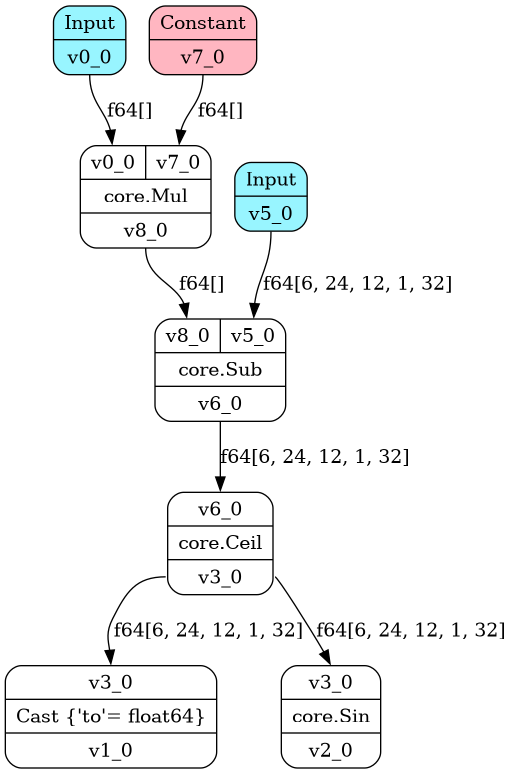 Input
v0_0
Constant
v7_0
f64[]
f64[]
v0_0
v7_0
core.Mul
v8_0
Input
v5_0
f64[]
f64[6, 24, 12, 1, 32]
v8_0
v5_0
core.Sub
v6_0
f64[6, 24, 12, 1, 32]
v6_0
core.Ceil
v3_0
f64[6, 24, 12, 1, 32]
f64[6, 24, 12, 1, 32]
v3_0
Cast {'to'= float64}
v1_0
v3_0
core.Sin
v2_0